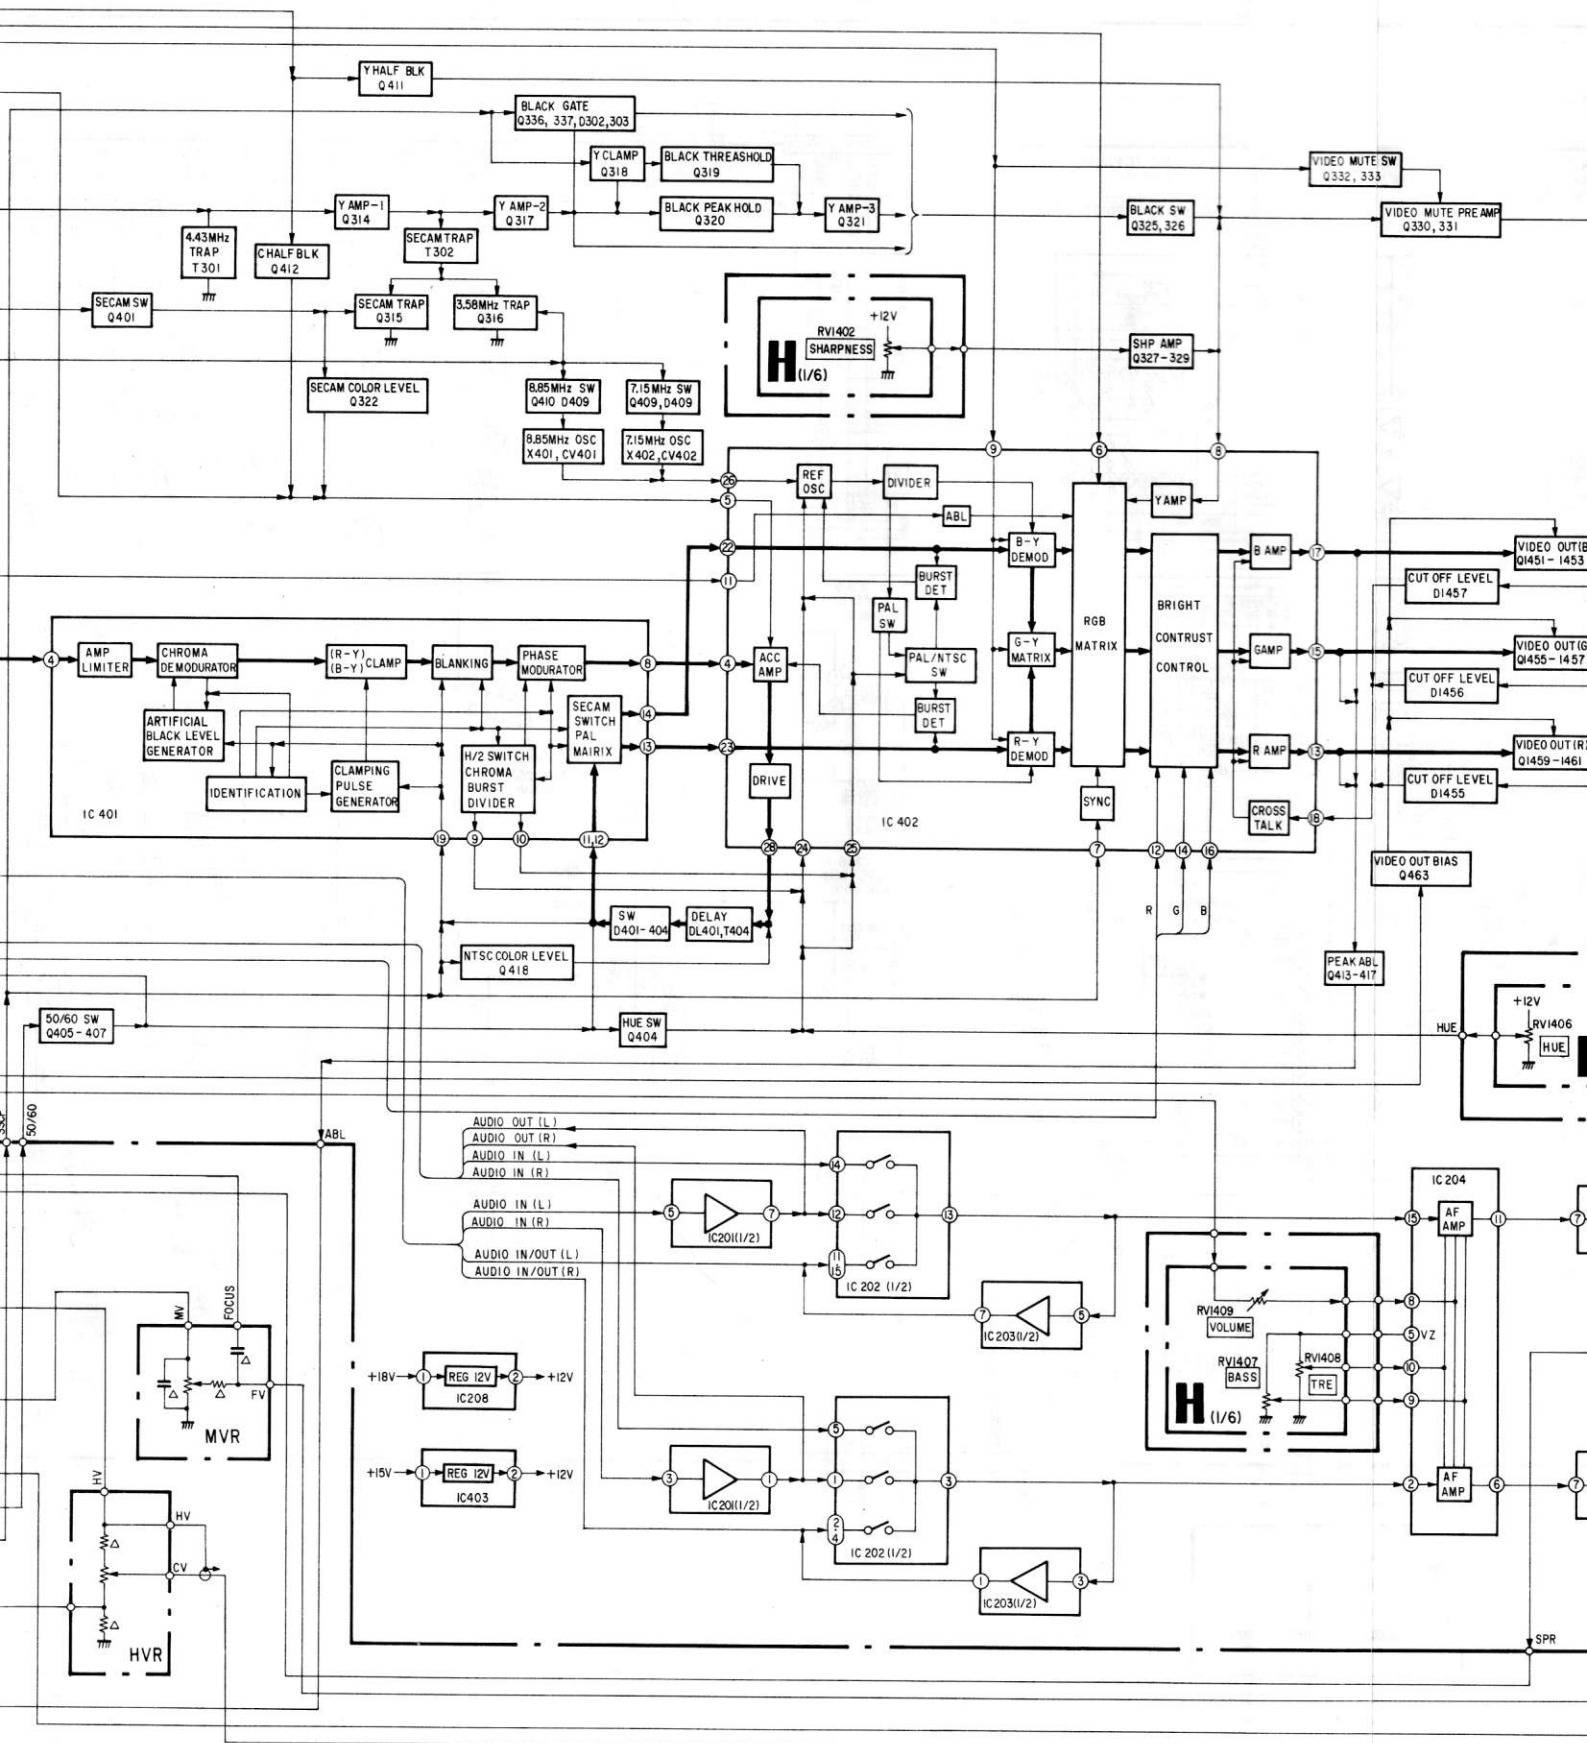 Y HALF BLK
Q411
BLACK GATE
Q336, 337, D302, 303
Y CLAMP
Q318
BLACK THREASHOLD
Q319
VIDEO MUTE SW
Q332, 333
Y AMP-1
Q314
Y AMP-2
Q317
BLACK PEAK HOLD
Q320
Y AMP-3
Q321
BLACK SW
Q325, 326
VIDEO MUTE PRE AMP
Q330, 331
4.43MHz
TRAP
T301
C HALF BLK
Q412
SECAM TRAP
T302
SECAM SW
Q401
SECAM TRAP
Q315
3.58MHz TRAP
Q316
+12V
RV1402
SHARPNESS
H
(1/6)
SHP AMP
Q327-329
SECAM COLOR LEVEL
Q322
8.85MHz SW
Q410 D409
7.15MHz SW
Q409, D409
8.85MHz OSC
X401, CV401
7.15MHz OSC
X402, CV402
9
6
8
26
REF
OSC
DIVIDER
Y AMP
5
ABL
22
B-Y
DEMOD
B AMP
17
VIDEO OUT (B
Q1451-1453
11
BURST
DET
CUT OFF LEVEL
D1457
PAL
SW
RGB
MATRIX
BRIGHT
CONTRUST
CONTROL
4
AMP
LIMITER
CHROMA
DEMODURATOR
(R-Y)
(B-Y) CLAMP
BLANKING
PHASE
MODURATOR
8
4
ACC
AMP
PAL/NTSC
SW
G-Y
MATRIX
G AMP
15
VIDEO OUT (G
Q1455-1457
CUT OFF LEVEL
D1456
ARTIFICIAL
BLACK LEVEL
GENERATOR
SECAM
SWITCH
PAL
MAIRIX
14
13
BURST
DET
23
R-Y
DEMOD
R AMP
13
VIDEO OUT (R)
Q1459-1461
IDENTIFICATION
CLAMPING
PULSE
GENERATOR
H/2 SWITCH
CHROMA
BURST
DIVIDER
DRIVE
SYNC
CUT OFF LEVEL
D1455
IC 401
IC 402
CROSS
TALK
18
19
9
10
11,12
28
24
25
7
12
14
16
VIDEO OUT BIAS
Q463
SW
D401-404
DELAY
DL401, T404
R
G
B
NTSC COLOR LEVEL
Q418
PEAK ABL
Q413-417
50/60 SW
Q405-407
HUE SW
Q404
HUE
+12V
RV1406
HUE
SSCP
50/60
ABL
AUDIO OUT (L)
AUDIO OUT (R)
AUDIO IN (L)
AUDIO IN (R)
14
IC 204
AUDIO IN (L)
AUDIO IN (R)
5
7
IC201(1/2)
12
13
15
AF
AMP
11
7
AUDIO IN/OUT (L)
AUDIO IN/OUT (R)
11
15
IC 202 (1/2)
7
5
IC203(1/2)
RV1409
VOLUME
8
5
VZ
RV1407
BASS
RV1408
TRE
10
9
H
(1/6)
MV
FOCUS
FV
MVR
+18V
1
REG 12V
2
+12V
IC208
+15V
1
REG 12V
2
+12V
IC403
5
3
1
IC201(1/2)
1
3
2
4
IC 202 (1/2)
1
3
IC203(1/2)
2
AF
AMP
6
7
HV
HV
CV
HVR
SPR